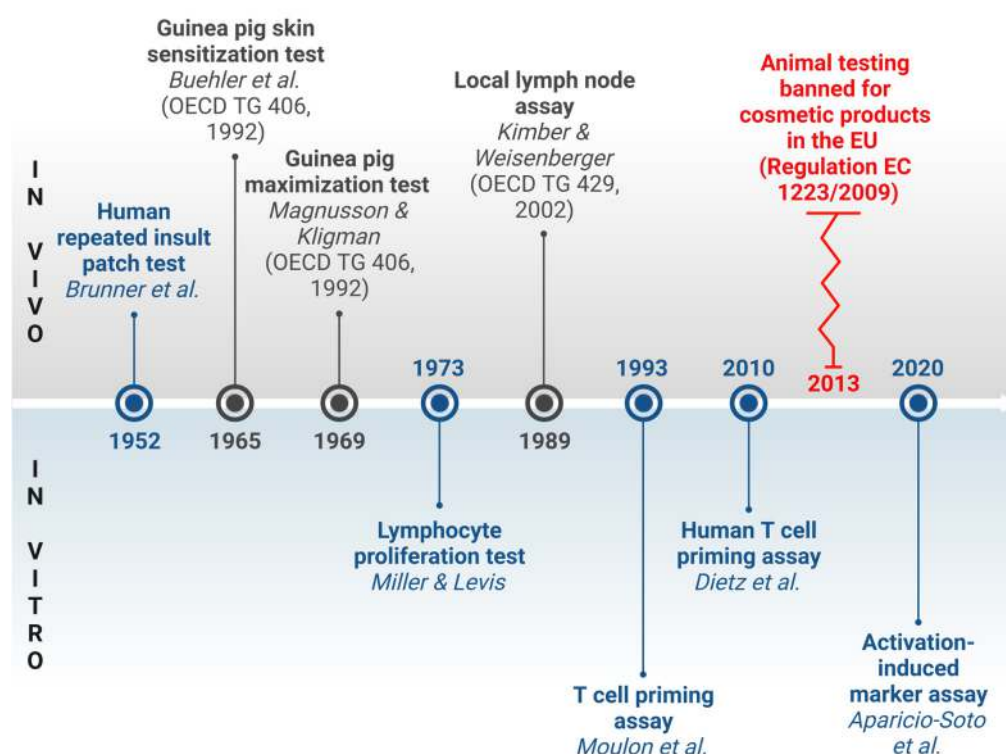 IN VIVO
Human
repeated insult
patch test
Brunner et al.
1952
Guinea pig skin
sensitization test
Buehler et al.
(OECD TG 406,
1992)
1965
Guinea pig
maximization test
Magnusson &
Kligman
(OECD TG 406,
1992)
1969
Local lymph node
assay
Kimber &
Weisenberger
(OECD TG 429,
2002)
1989
Animal testing
banned for
cosmetic products
in the EU
(Regulation EC
1223/2009)
2013
IN VITRO
1973
Lymphocyte
proliferation test
Miller & Levis
1993
T cell priming
assay
Moulon et al.
2010
Human T cell
priming assay
Dietz et al.
2020
Activation-
induced
marker assay
Aparicio-Soto
et al.